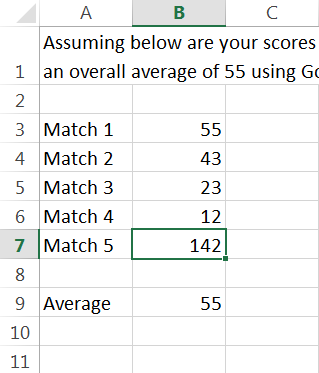 A B C
1 Assuming below are your scores
an overall average of 55 using
2
3 Match 1 55
4 Match 2 43
5 Match 3 23
6 Match 4 12
7 Match 5 142
8
9 Average 55
10
11